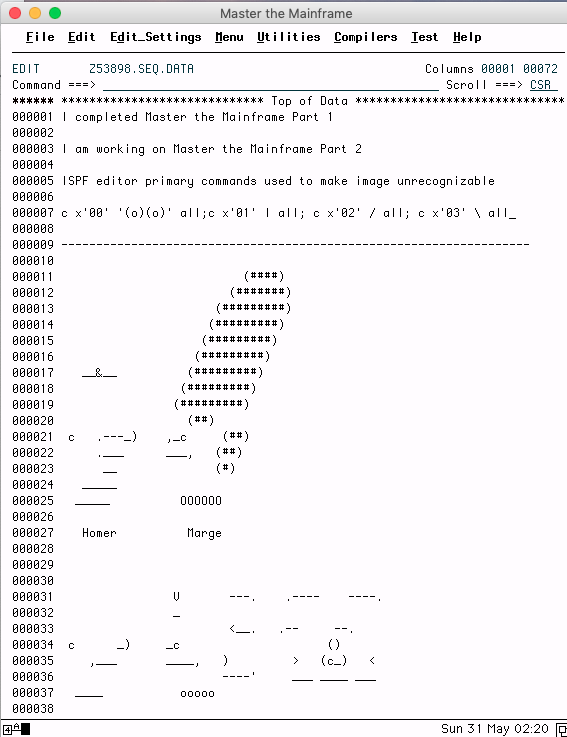 Master the Mainframe
File Edit Edit_Settings Menu Utilities Compilers Test Help
EDIT Z53898.SEQ.DATA Columns 00001 00072
Command ===> Scroll ===> CSR
****** **************************** Top of Data ******************************
000001 I completed Master the Mainframe Part 1
000002
000003 I am working on Master the Mainframe Part 2
000004
000005 ISPF editor primary commands used to make image unrecognizable
000006
000007 c x'00' '(o)(o)' all;c x'01' | all; c x'02' / all; c x'03' \ all_
000008
000009 -------------------------------------------------------------------
000010
000011                           (####)
000012                         (#######)
000013                       (#########)
000014                      (#########)
000015                     (#########)
000016                    (#########)
000017    __&__          (#########)
000018                  (#########)
000019                 (#########)
000020                   (##)
000021  c   .---_)    ,_c     (##)
000022      .___      ___,   (##)
000023       __              (#)
000024    _____
000025   _____          OOOOOO
000026
000027    Homer          Marge
000028
000029
000030
000031                 V       ---.    .----    ----.
000032                 _
000033                         <__.   .--     --.
000034  c      _)     _c                     ()
000035     ,___       ____,   )         >   (c_)   <
000036                        ----'     ___ ____ ___
000037   ____           ooooo
000038
4 A Sun 31 May 02:20